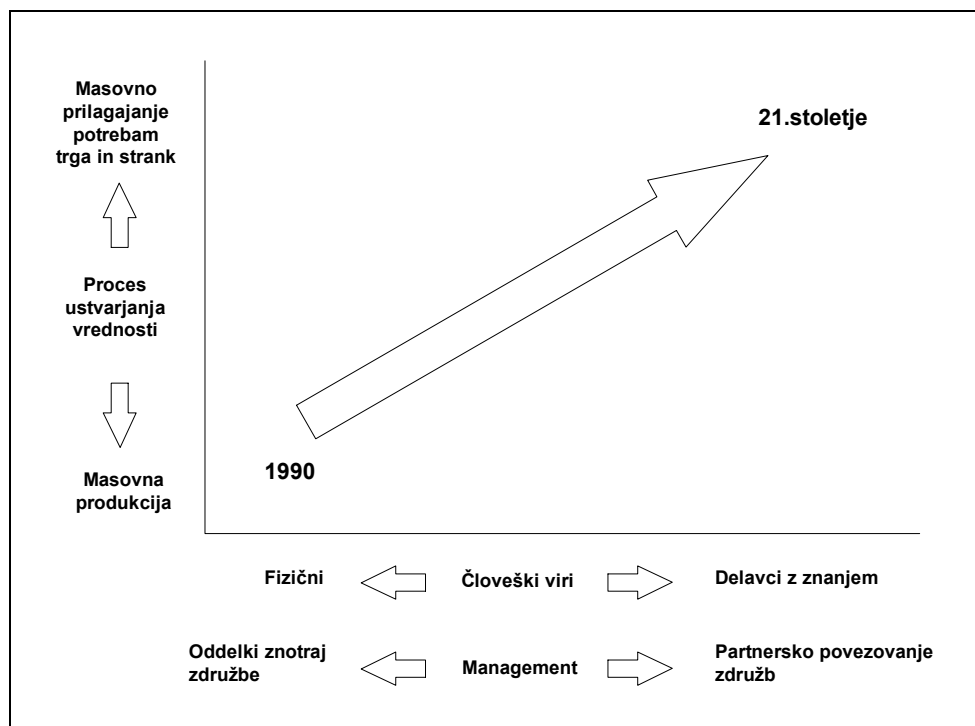 Masovno
prilagajanje
potrebam
trga in strank
21.stoletje
Proces
ustvarjanja
vrednosti
1990
Masovna
produkcija
Fizični
Človeški viri
Delavci z znanjem
Oddelki znotraj
združbe
Management
Partnersko povezovanje
združb